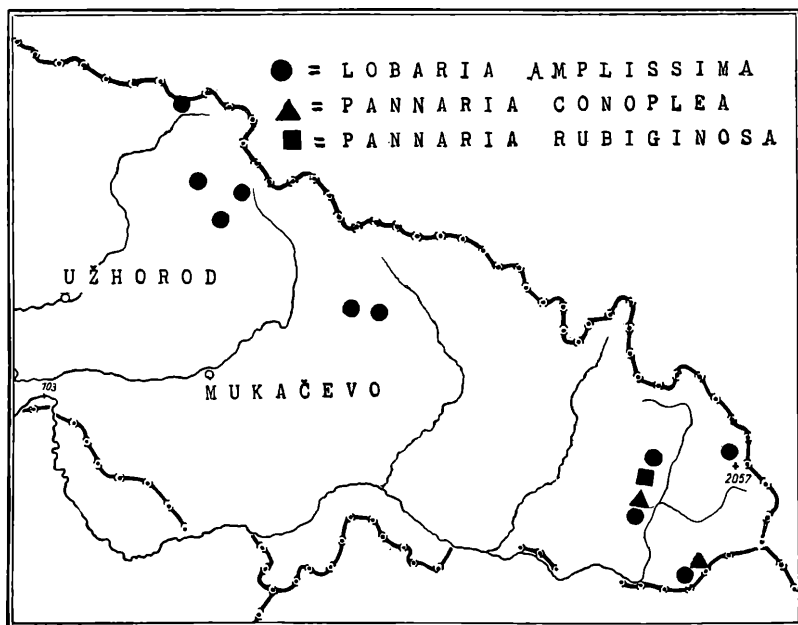 ● = LOBARIA AMPLISSIMA
▲ = PANNARIA CONOPLEA
■ = PANNARIA RUBIGINOSA
UŽHOROD
103
MUKAČEVO
2057